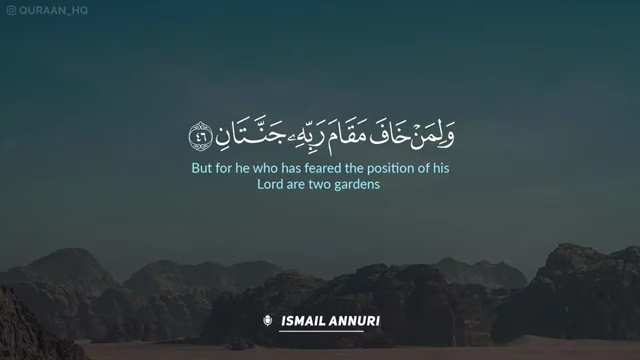 QURAAN_HQ
وَلِمَنْ خَافَ مَقَامَ رَبِّهِۦ جَنَّتَانِ ٤٦
But for he who has feared the position of his
Lord are two gardens
ISMAIL ANNURI